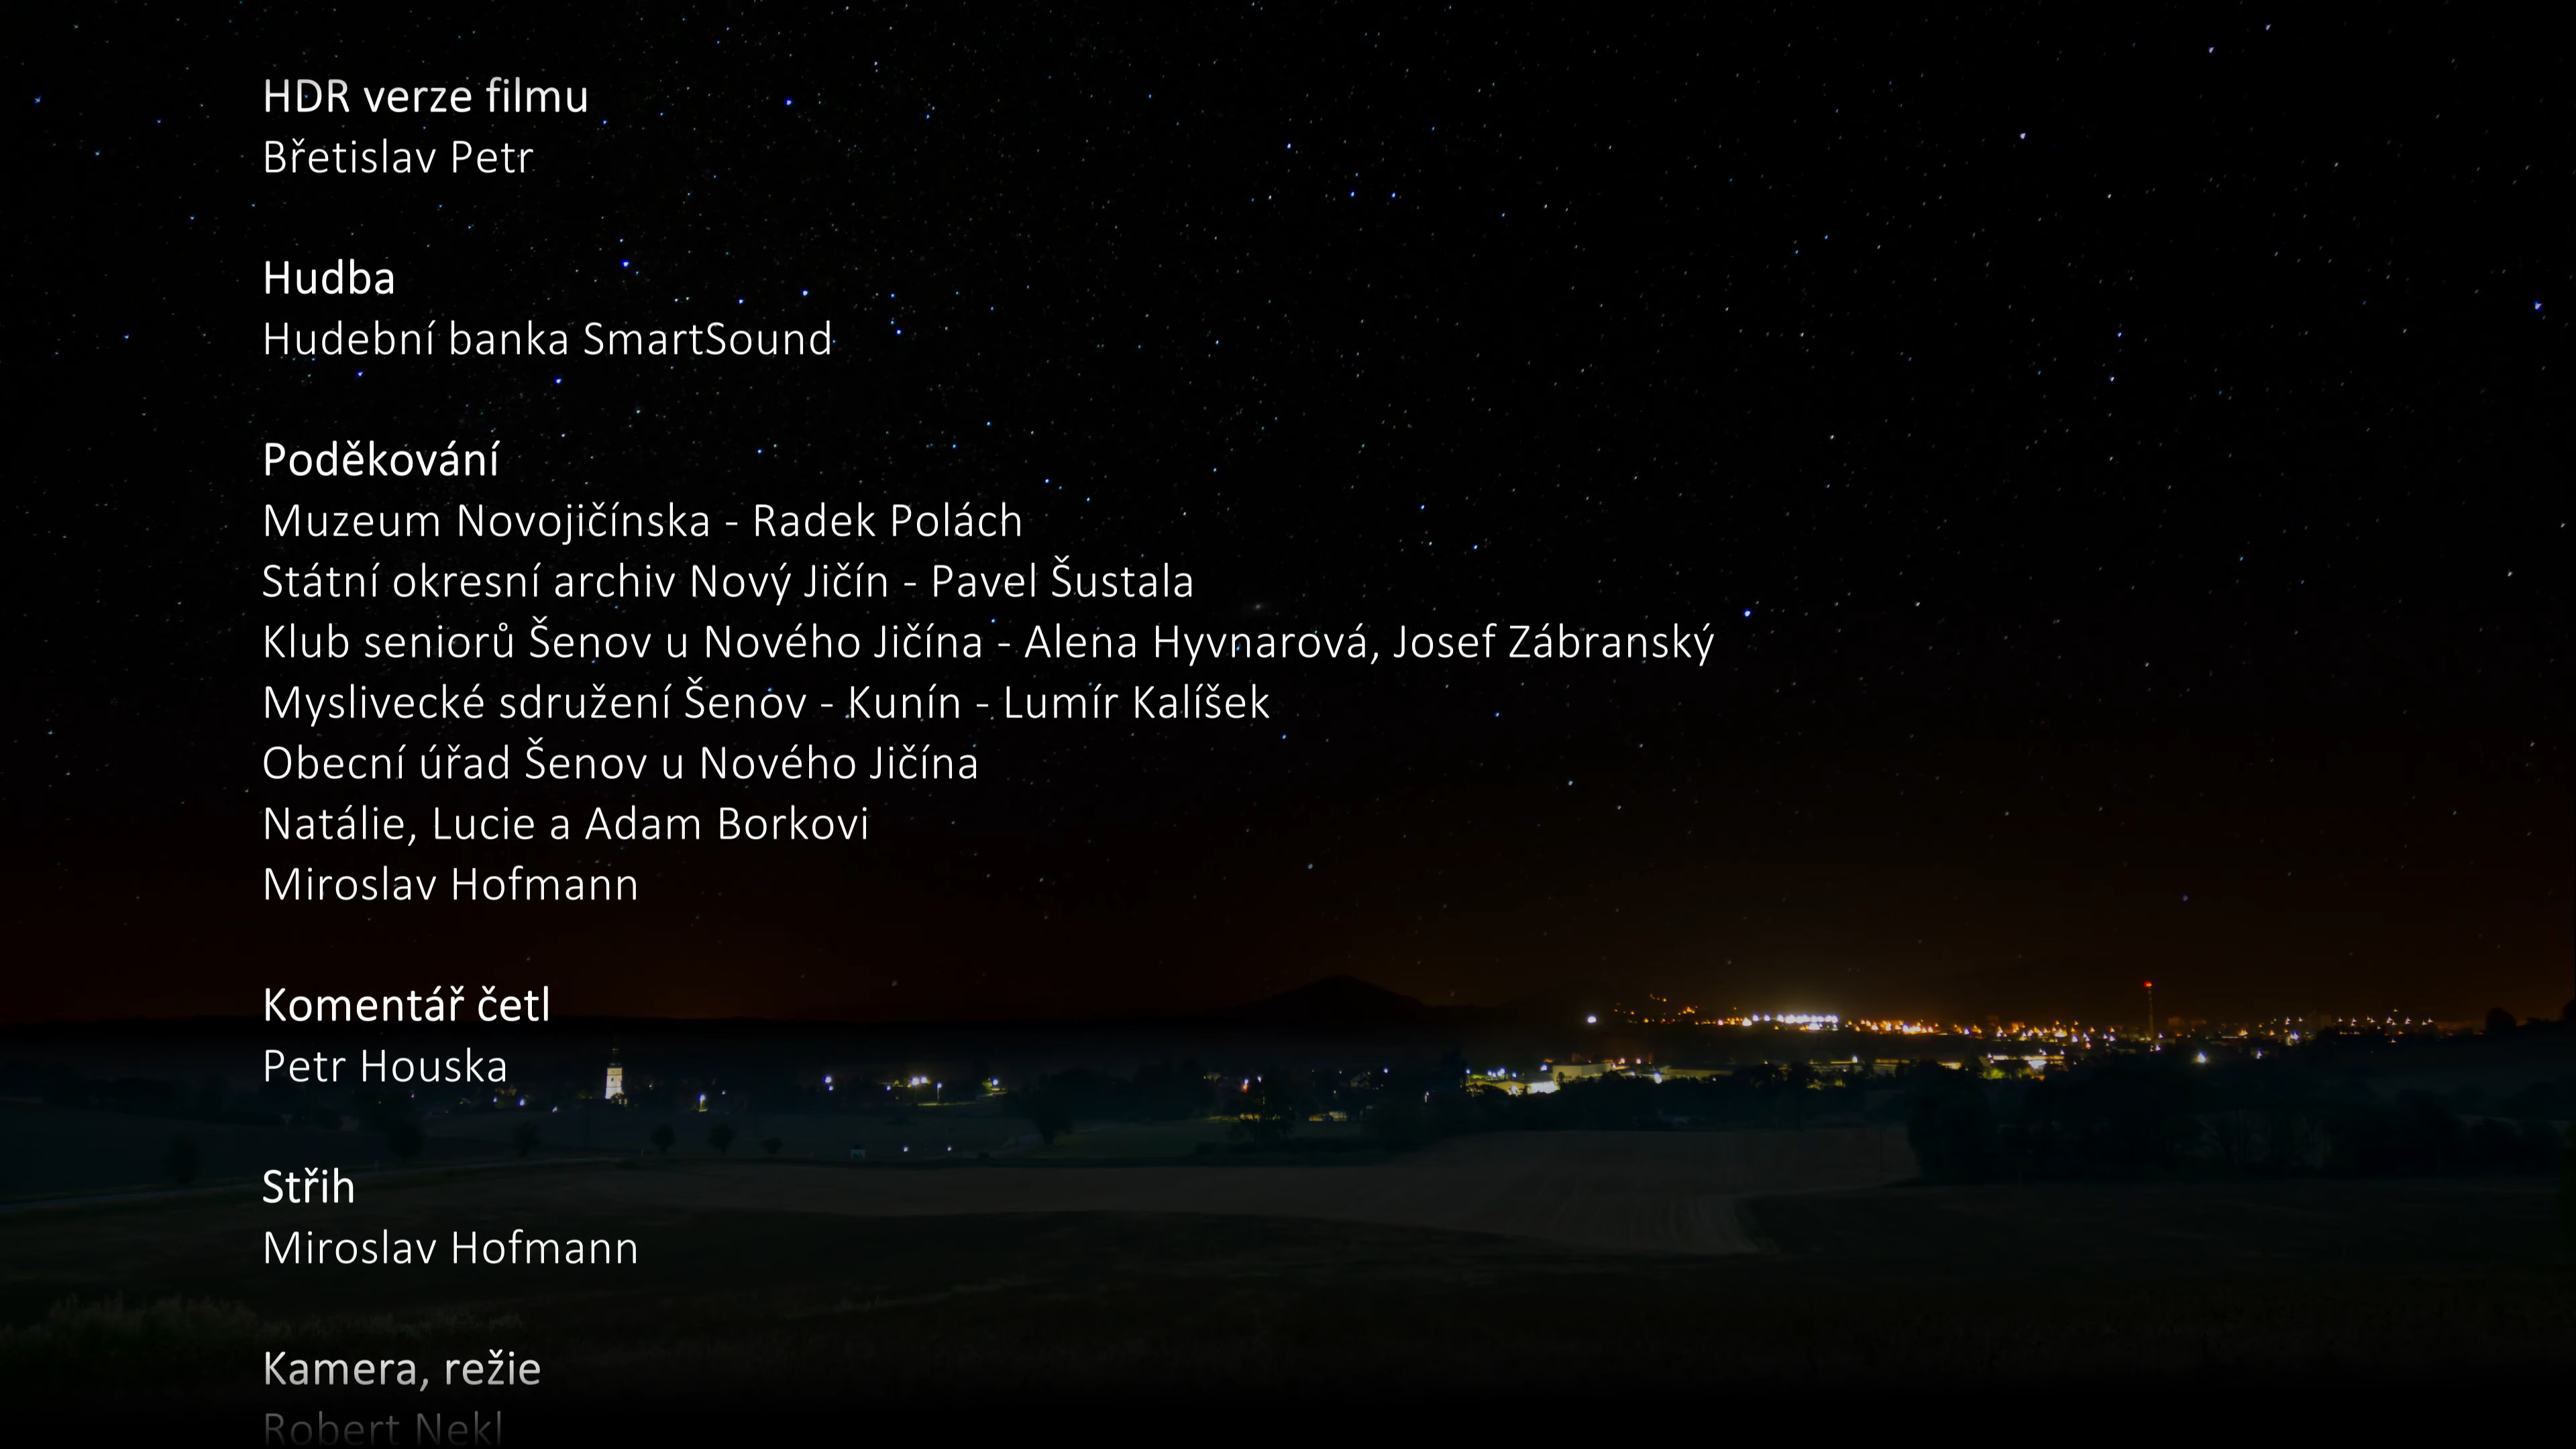 HDR verze filmu
Břetislav Petr
Hudba
Hudební banka SmartSound
Poděkování
Muzeum Novojičínska - Radek Polách
Státní okresní archiv Nový Jičín - Pavel Šustala
Klub seniorů Šenov u Nového Jičína - Alena Hyvnarová, Josef Zábranský
Myslivecké sdružení Šenov - Kunín - Lumír Kalíšek
Obecní úřad Šenov u Nového Jičína
Natálie, Lucie a Adam Borkovi
Miroslav Hofmann
Komentář četl
Petr Houska
Střih
Miroslav Hofmann
Kamera, režie
Robert Nekl